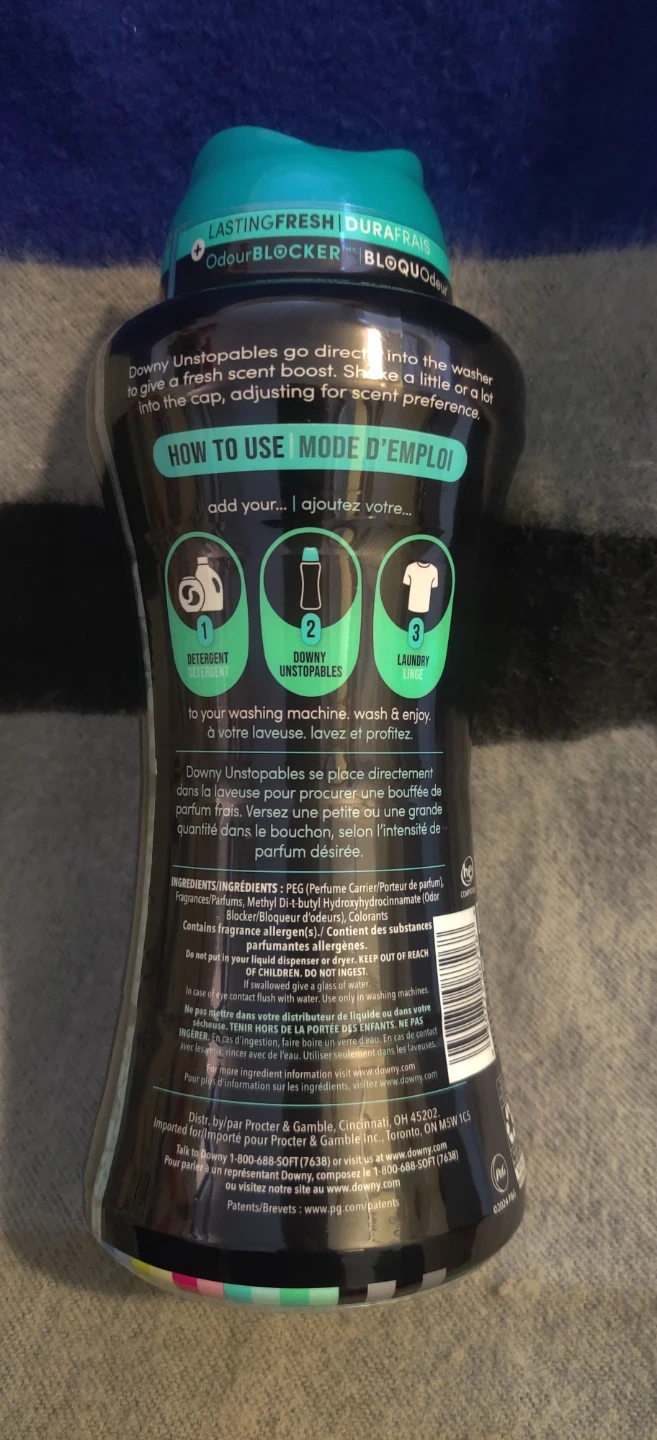 LASTINGFRESH | DURAFRAIS
+ OdourBLOCKER | BLOQUOdeur
Downy Unstopables go direct into the washer
to give a fresh scent boost. Shake a little or a lot
into the cap, adjusting for scent preference.
HOW TO USE | MODE D'EMPLOI
add your... | ajoutez votre...
1 2 3
DETERGENT DOWNY LAUNDRY
DETERGENT UNSTOPABLES LINGE
to your washing machine. wash & enjoy.
à votre laveuse. lavez et profitez.
Downy Unstopables se place directement
dans la laveuse pour procurer une bouffée de
parfum frais. Versez une petite ou une grande
quantité dans le bouchon, selon l'intensité de
parfum désirée.
he
INGREDIENTS/INGRÉDIENTS : PEG (Perfume Carrier/Porteur de parfum),
Fragrances/Parfums, Methyl Di-t-butyl Hydroxyhydrocinnamate (Odor
Blocker/Bloqueur d'odeurs), Colorants
Contains fragrance allergen(s)./ Contient des substances
parfumantes allergènes.
Do not put in your liquid dispenser or dryer. KEEP OUT OF REACH
OF CHILDREN. DO NOT INGEST.
If swallowed give a glass of water.
In case of eye contact flush with water. Use only in washing machines.
Ne pas mettre dans votre distributeur de liquide ou dans votre
sécheuse. TENIR HORS DE LA PORTÉE DES ENFANTS. NE PAS
INGÉRER. En cas d'ingestion, faire boire un verre d'eau. En cas de contact
avec les yeux, rincer avec de l'eau. Utiliser seulement dans les laveuses.
For more ingredient information visit www.downy.com
Pour plus d'information sur les ingrédients, visitez www.downy.com
Distr. by/par Procter & Gamble, Cincinnati, OH 45202.
Imported for/Importé pour Procter & Gamble Inc., Toronto, ON M5W 1C5
Talk to Downy 1-800-688-SOFT (7638) or visit us at www.downy.com
Pour parler à un représentant Downy, composez le 1-800-688-SOFT (7638)
ou visitez notre site au www.downy.com
Patents/Brevets : www.pg.com/patents
P&G
©2024 P&G